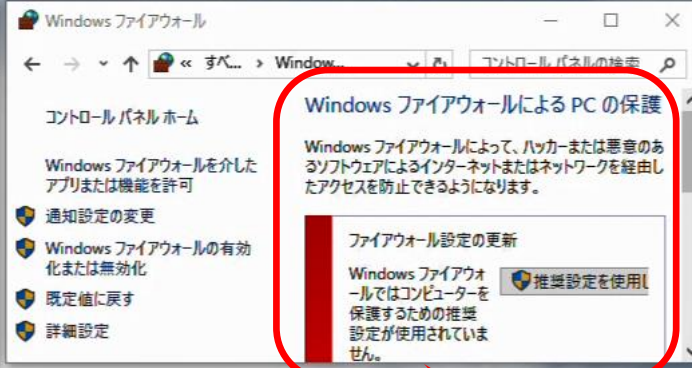 Windows ファイアウォール
« すべ... › Window...
コントロール パネルの検索
コントロール パネル ホーム
Windows ファイアウォールを介した
アプリまたは機能を許可
通知設定の変更
Windows ファイアウォールの有効
化または無効化
既定値に戻す
詳細設定
Windows ファイアウォールによる PC の保護
Windows ファイアウォールによって、ハッカーまたは悪意のあ
るソフトウェアによるインターネットまたはネットワークを経由し
たアクセスを防止できるようになります。
ファイアウォール設定の更新
Windows ファイアウォ
ールではコンピューターを
保護するための推奨
設定が使用されていま
せん。
推奨設定を使用し